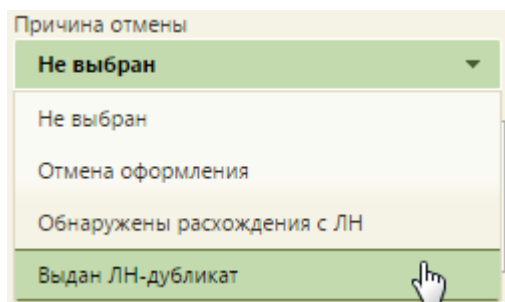 Причина отмены
Не выбран
Не выбран
Отмена оформления
Обнаружены расхождения с ЛН
Выдан ЛН-дубликат